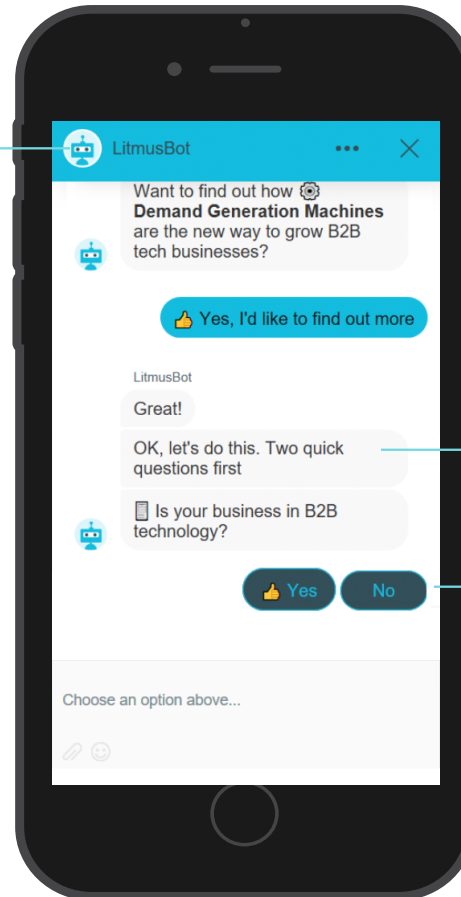 LitmusBot
Want to find out how ⚙️
Demand Generation Machines
are the new way to grow B2B
tech businesses?
👍 Yes, I'd like to find out more
LitmusBot
Great!
OK, let's do this. Two quick
questions first
Is your business in B2B
technology?
👍 Yes
No
Choose an option above...